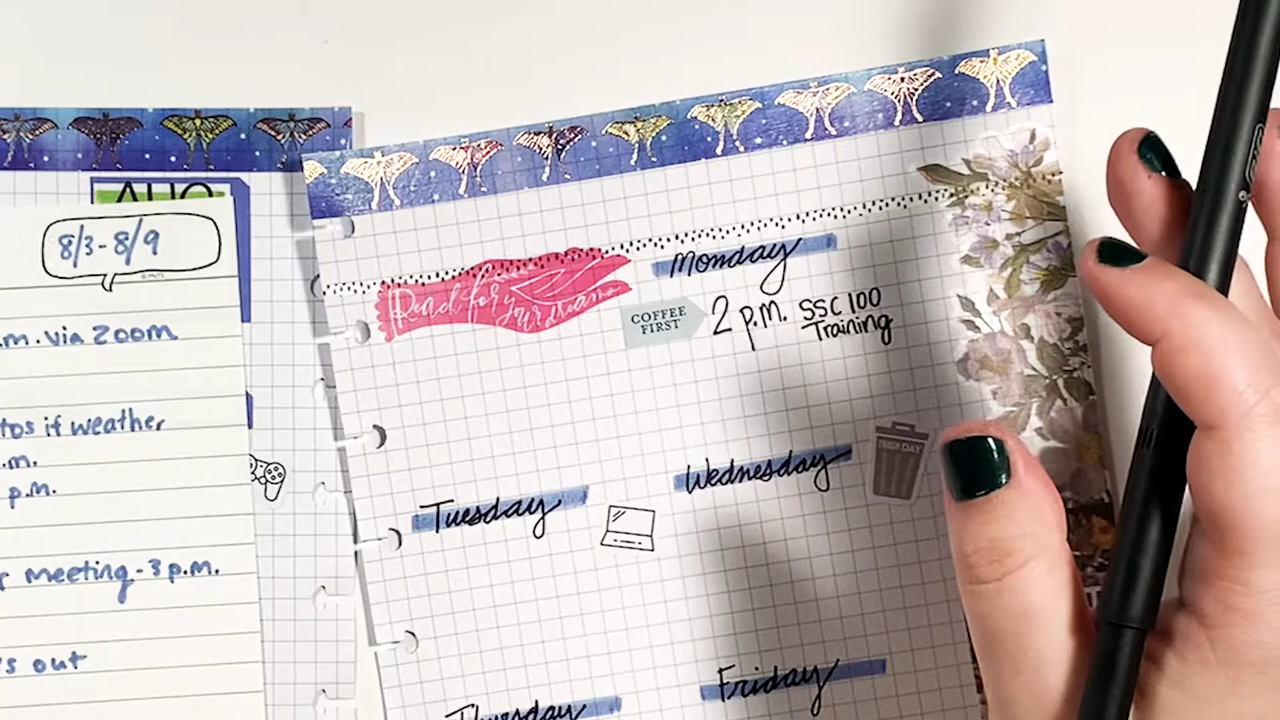 AUG
8/3 - 8/9
.m. via Zoom
tos if weather
.m.
p.m.
r meeting - 3 p.m.
s out
Read for your dreams
Monday
COFFEE
FIRST
2 p.m. SSC 100
Training
Tuesday
Wednesday
TRASH DAY
Thursday
Friday